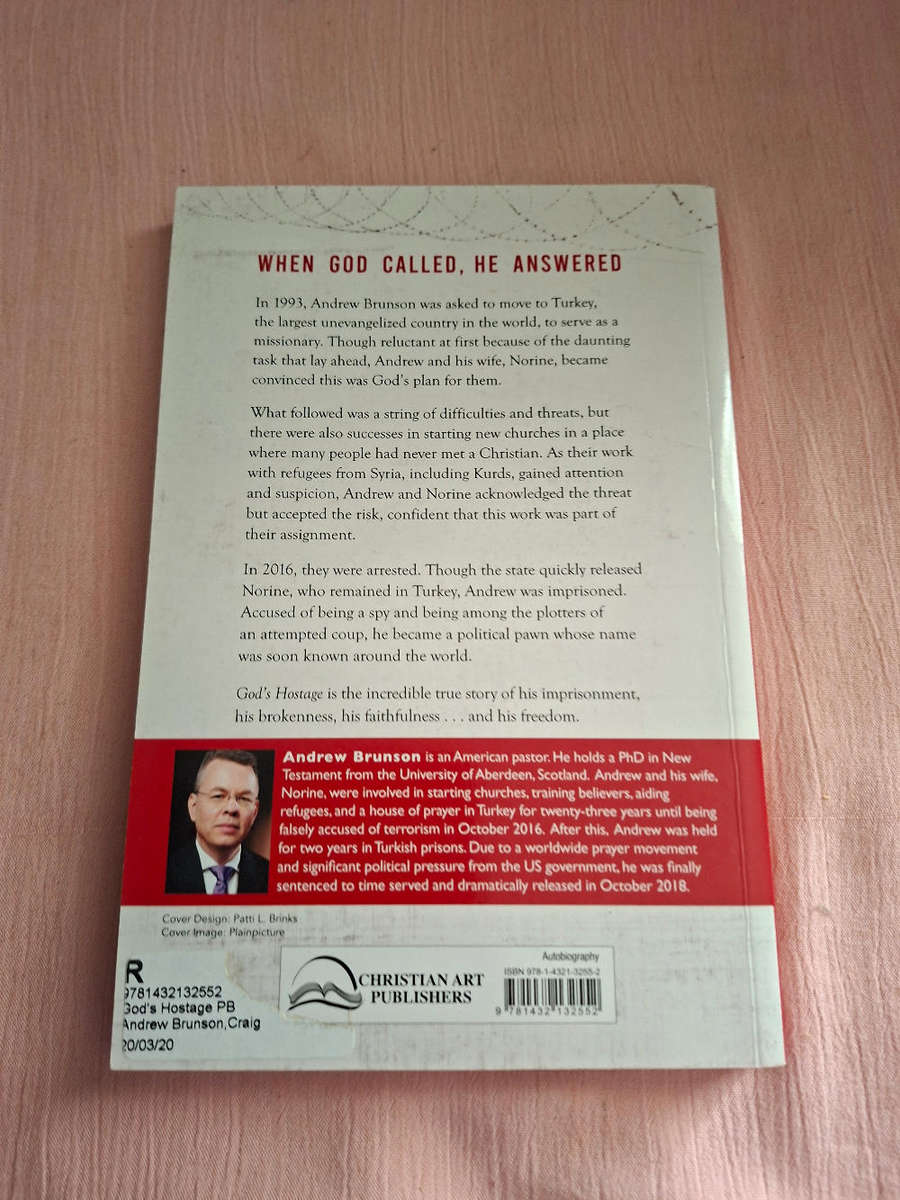 WHEN GOD CALLED, HE ANSWERED
In 1993, Andrew Brunson was asked to move to Turkey,
the largest unevangelized country in the world, to serve as a
missionary. Though reluctant at first because of the daunting
task that lay ahead, Andrew and his wife, Norine, became
convinced this was God's plan for them.
What followed was a string of difficulties and threats, but
there were also successes in starting new churches in a place
where many people had never met a Christian. As their work
with refugees from Syria, including Kurds, gained attention
and suspicion, Andrew and Norine acknowledged the threat
but accepted the risk, confident that this work was part of
their assignment.
In 2016, they were arrested. Though the state quickly released
Norine, who remained in Turkey, Andrew was imprisoned.
Accused of being a spy and being among the plotters of
an attempted coup, he became a political pawn whose name
was soon known around the world.
God's Hostage is the incredible true story of his imprisonment,
his brokenness, his faithfulness . . . and his freedom.
Andrew Brunson is an American pastor. He holds a PhD in New
Testament from the University of Aberdeen, Scotland. Andrew and his wife,
Norine, were involved in starting churches, training believers, aiding
refugees, and a house of prayer in Turkey for twenty-three years until being
falsely accused of terrorism in October 2016. After this, Andrew was held
for two years in Turkish prisons. Due to a worldwide prayer movement
and significant political pressure from the US government, he was finally
sentenced to time served and dramatically released in October 2018.
Cover Design: Patti L. Brinks
Cover Image: Plainpicture
R
9781432132552
God's Hostage PB
Andrew Brunson,Craig
20/03/20
CHRISTIAN ART
PUBLISHERS
Autobiography
ISBN 978-1-4321-3255-2
9 781432 132552